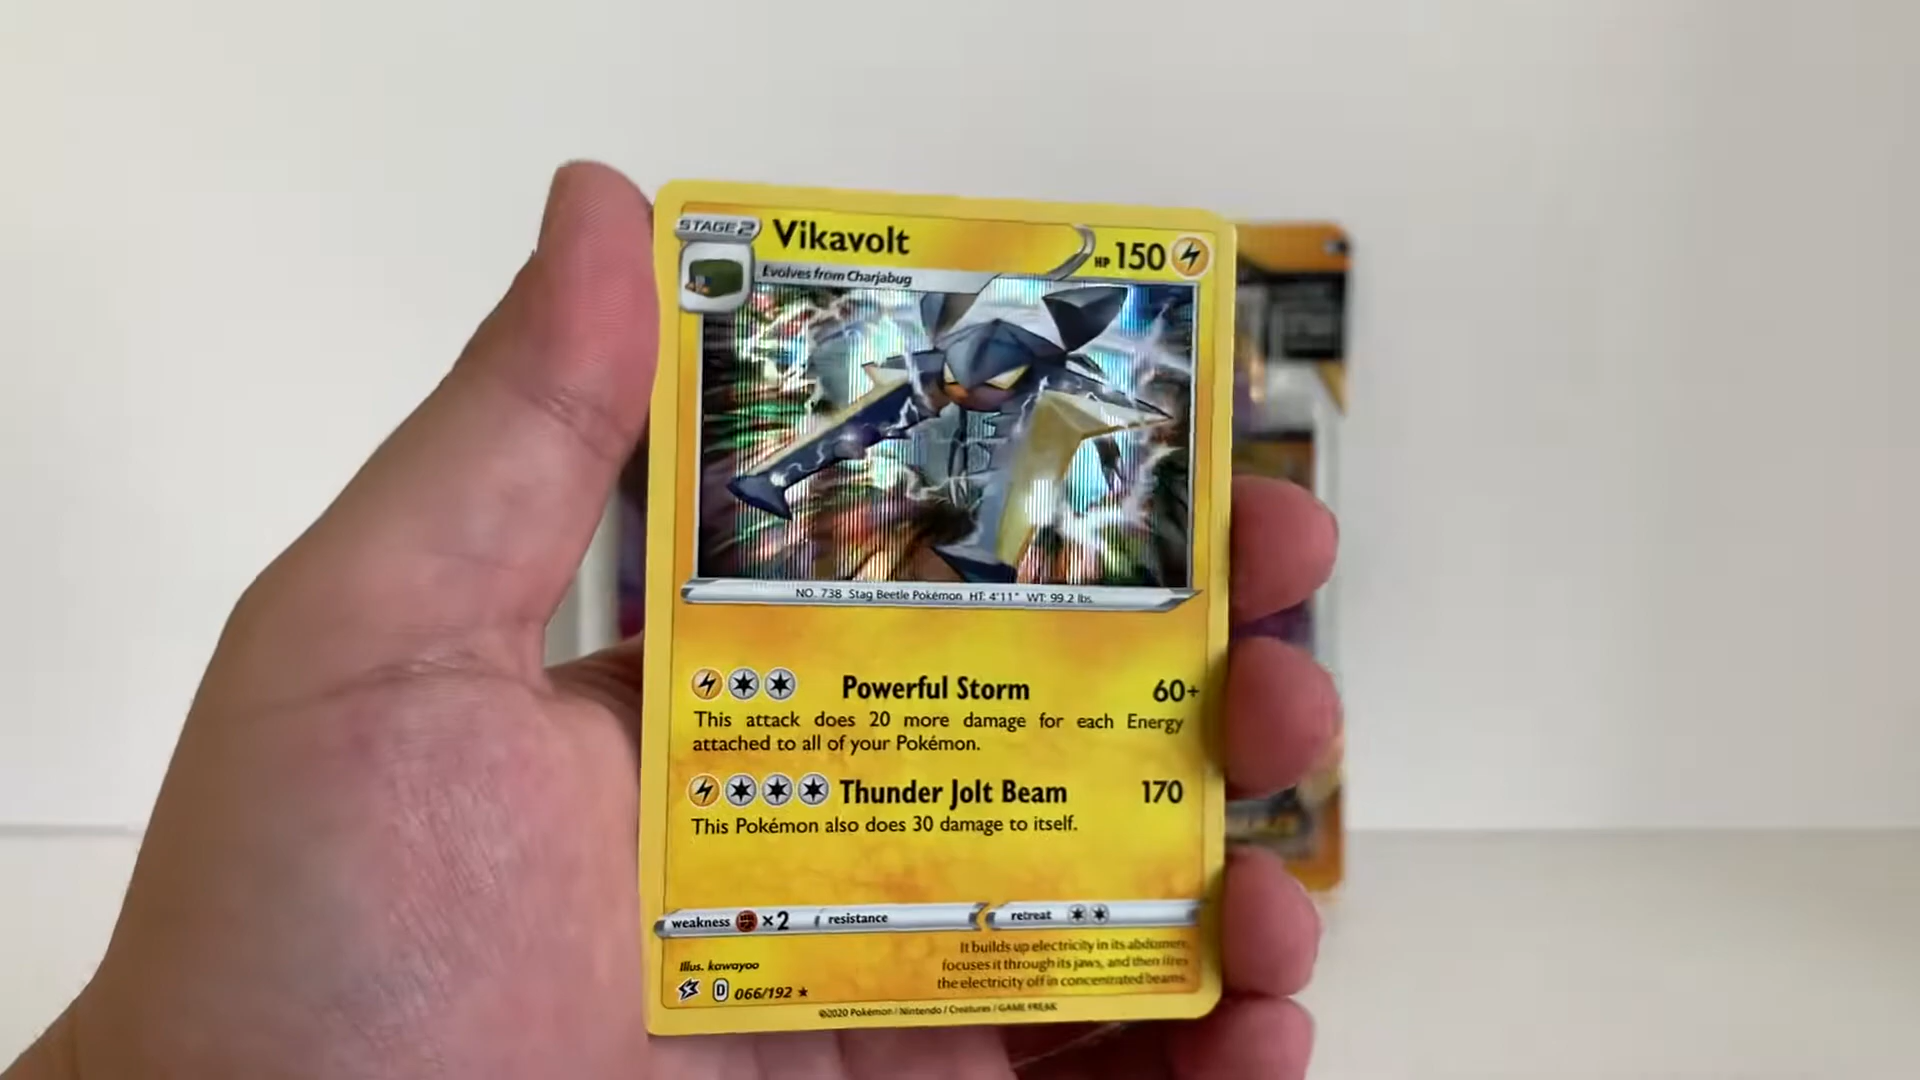 STAGE 2
Vikavolt
HP 150
Evolves from Charjabug
NO. 738 Stag Beetle Pokémon HT: 4'11" WT: 99.2 lbs.
Powerful Storm 60+
This attack does 20 more damage for each Energy
attached to all of your Pokémon.
Thunder Jolt Beam 170
This Pokémon also does 30 damage to itself.
weakness ×2 resistance retreat
It builds up electricity in its abdomen,
focuses it through its jaws, and then fires
the electricity off in concentrated beams.
Illus. kawayoo
D 066/192 ★
©2020 Pokémon / Nintendo / Creatures / GAME FREAK